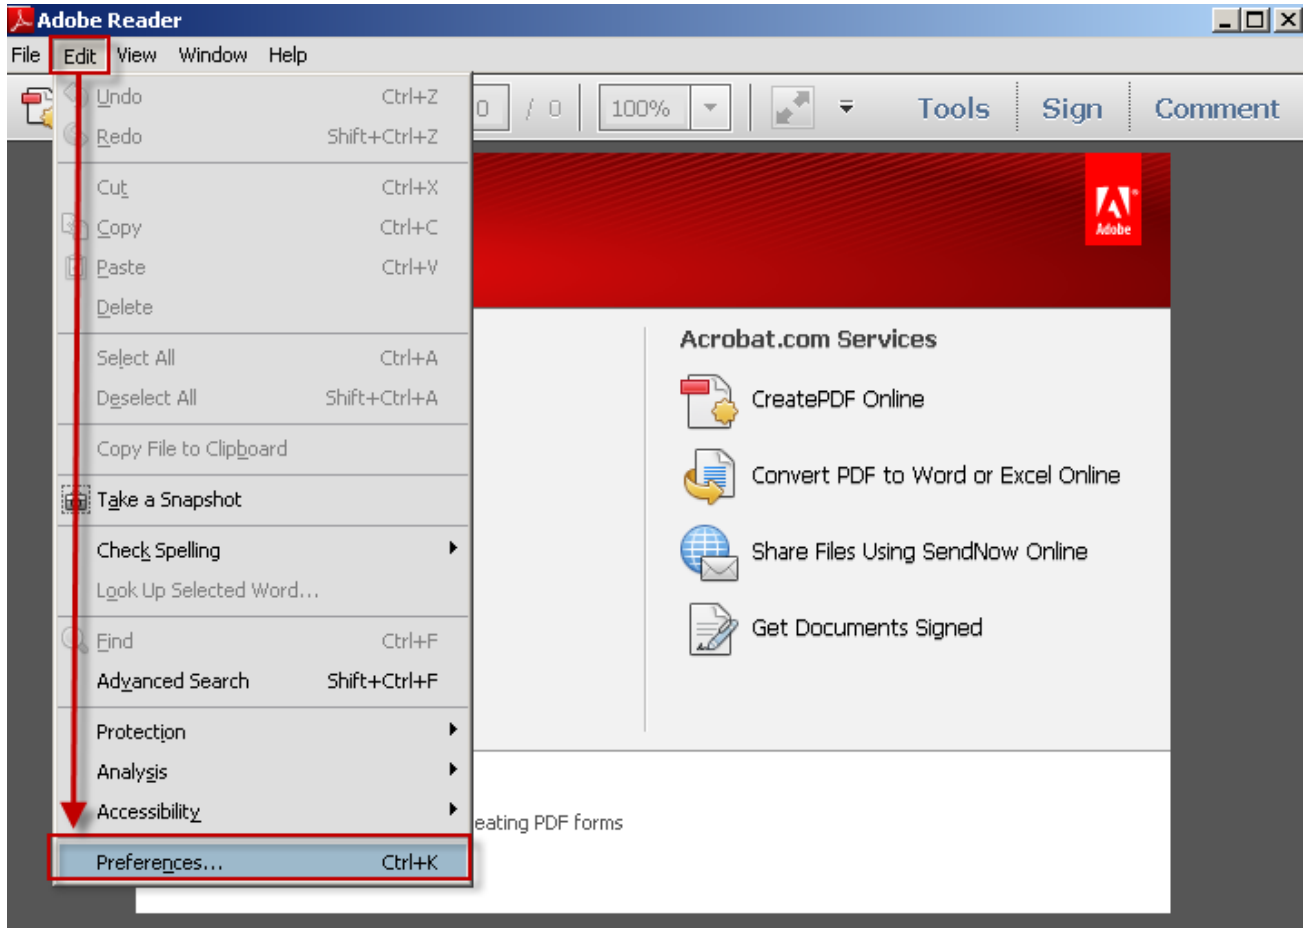 Adobe Reader
File Edit View Window Help
0 / 0 100% Tools Sign Comment
Undo Ctrl+Z
Redo Shift+Ctrl+Z
Cut Ctrl+X
Copy Ctrl+C
Paste Ctrl+V
Delete
Select All Ctrl+A
Deselect All Shift+Ctrl+A
Copy File to Clipboard
Take a Snapshot
Check Spelling
Look Up Selected Word...
Find Ctrl+F
Advanced Search Shift+Ctrl+F
Protection
Analysis
Accessibility
Preferences... Ctrl+K
Adobe
Acrobat.com Services
CreatePDF Online
Convert PDF to Word or Excel Online
Share Files Using SendNow Online
Get Documents Signed
eating PDF forms